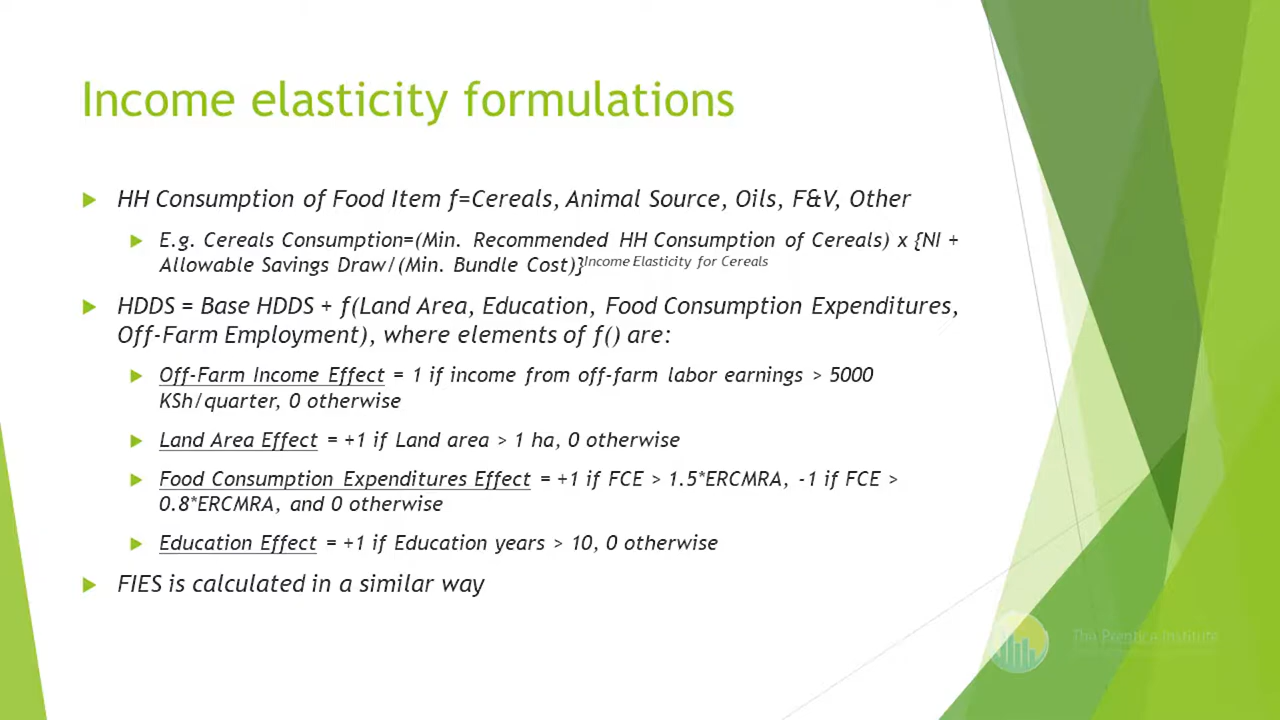 Income elasticity formulations
HH Consumption of Food Item f=Cereals, Animal Source, Oils, F&V, Other
E.g. Cereals Consumption=(Min. Recommended HH Consumption of Cereals) x {NI +
Allowable Savings Draw/(Min. Bundle Cost)}Income Elasticity for Cereals
HDDS = Base HDDS + f(Land Area, Education, Food Consumption Expenditures,
Off-Farm Employment), where elements of f() are:
Off-Farm Income Effect = 1 if income from off-farm labor earnings > 5000
KSh/quarter, 0 otherwise
Land Area Effect = +1 if Land area > 1 ha, 0 otherwise
Food Consumption Expenditures Effect = +1 if FCE > 1.5*ERCMRA, -1 if FCE >
0.8*ERCMRA, and 0 otherwise
Education Effect = +1 if Education years > 10, 0 otherwise
FIES is calculated in a similar way
The Prentice Institute